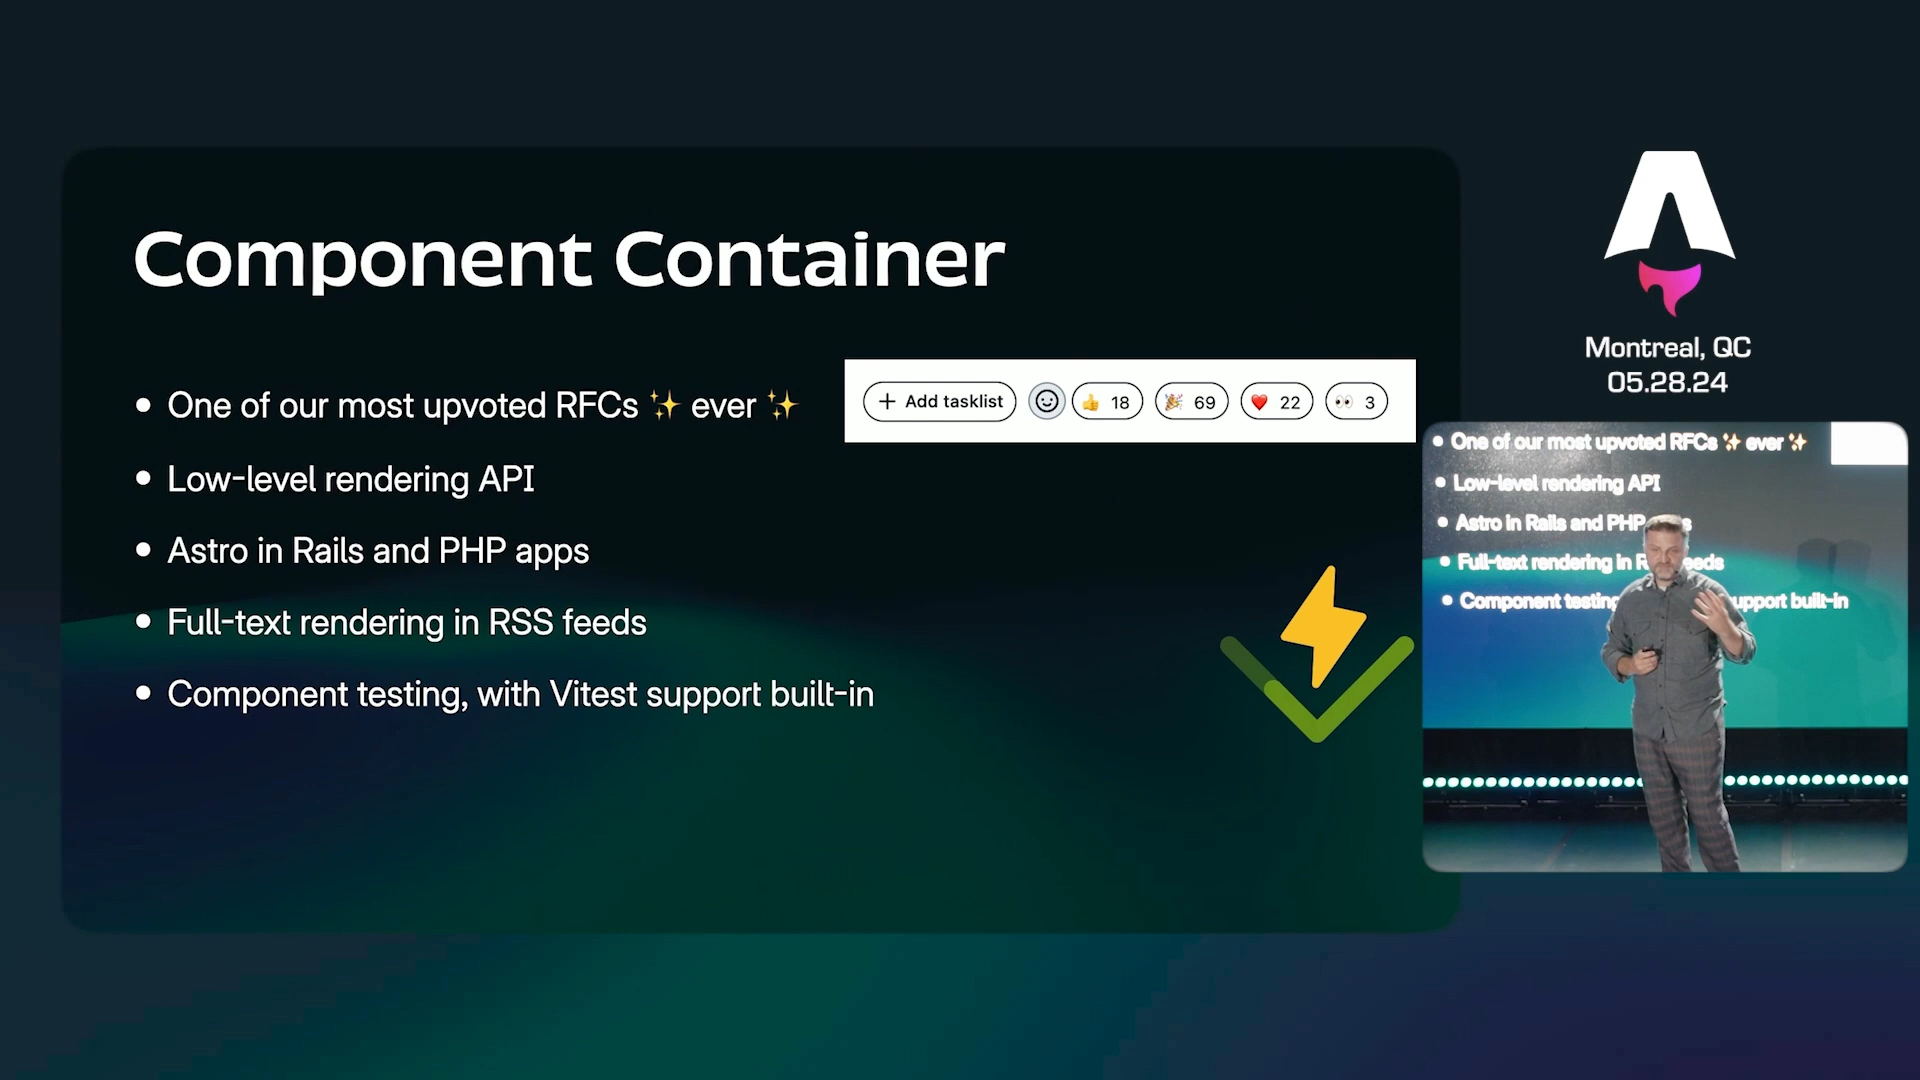 Component Container
• One of our most upvoted RFCs ✨ ever ✨
+ Add tasklist 👍 18 🎉 69 ❤️ 22 👀 3
• Low-level rendering API
• Astro in Rails and PHP apps
• Full-text rendering in RSS feeds
• Component testing, with Vitest support built-in
Montreal, QC
05.28.24
• One of our most upvoted RFCs ✨ ever ✨
• Low-level rendering API
• Astro in Rails and PHP
• Full-text rendering in
• Component testing support built-in